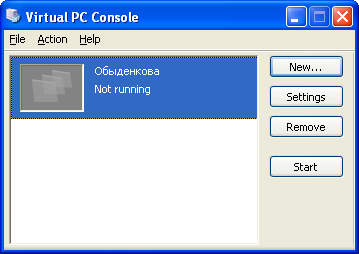 Virtual PC Console
File Action Help
Обыденкова
Not running
New...
Settings
Remove
Start